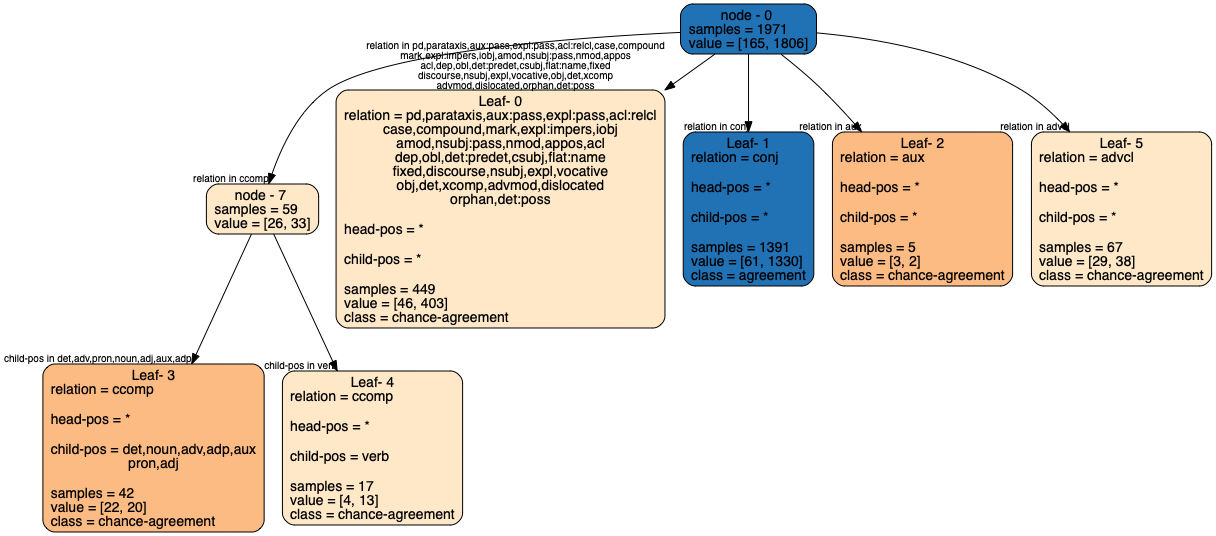 node - 0
samples = 1971
value = [165, 1806]
relation in pd,parataxis,aux:pass,expl:pass,acl:relcl,case,compound
mark,expl:impers,iobj,amod,nsubj:pass,nmod,appos
acl,dep,obl,det:predet,csubj,flat:name,fixed
discourse,nsubj,expl,vocative,obj,det,xcomp
advmod,dislocated,orphan,det:poss
Leaf- 0
relation = pd,parataxis,aux:pass,expl:pass,acl:relcl
case,compound,mark,expl:impers,iobj
amod,nsubj:pass,nmod,appos,acl
dep,obl,det:predet,csubj,flat:name
fixed,discourse,nsubj,expl,vocative
obj,det,xcomp,advmod,dislocated
orphan,det:poss
head-pos = *
child-pos = *
samples = 449
value = [46, 403]
class = chance-agreement
relation in conj
Leaf- 1
relation = conj
head-pos = *
child-pos = *
samples = 1391
value = [61, 1330]
class = agreement
relation in aux
Leaf- 2
relation = aux
head-pos = *
child-pos = *
samples = 5
value = [3, 2]
class = chance-agreement
relation in advcl
Leaf- 5
relation = advcl
head-pos = *
child-pos = *
samples = 67
value = [29, 38]
class = chance-agreement
relation in ccomp
node - 7
samples = 59
value = [26, 33]
child-pos in det,adv,pron,noun,adj,aux,adp
Leaf- 3
relation = ccomp
head-pos = *
child-pos = det,noun,adv,adp,aux
pron,adj
samples = 42
value = [22, 20]
class = chance-agreement
child-pos in verb
Leaf- 4
relation = ccomp
head-pos = *
child-pos = verb
samples = 17
value = [4, 13]
class = chance-agreement